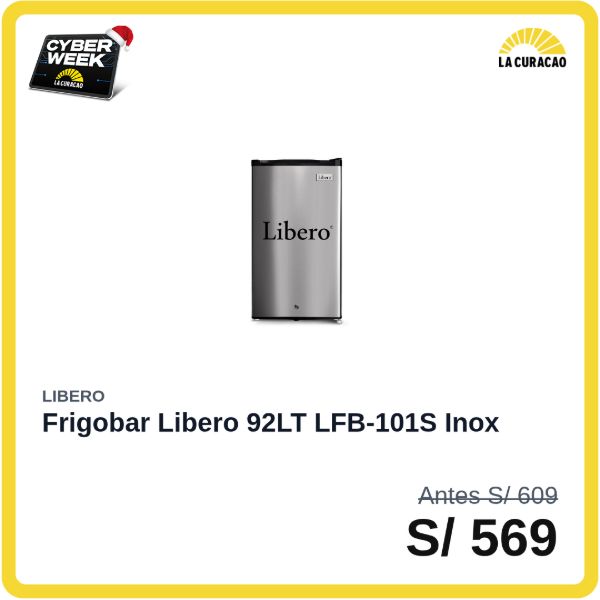 CYBER
WEEK
LA CURACAO
LA CURACAO
Libero
Libero
LIBERO
Frigobar Libero 92LT LFB-101S Inox
Antes S/ 609
S/ 569